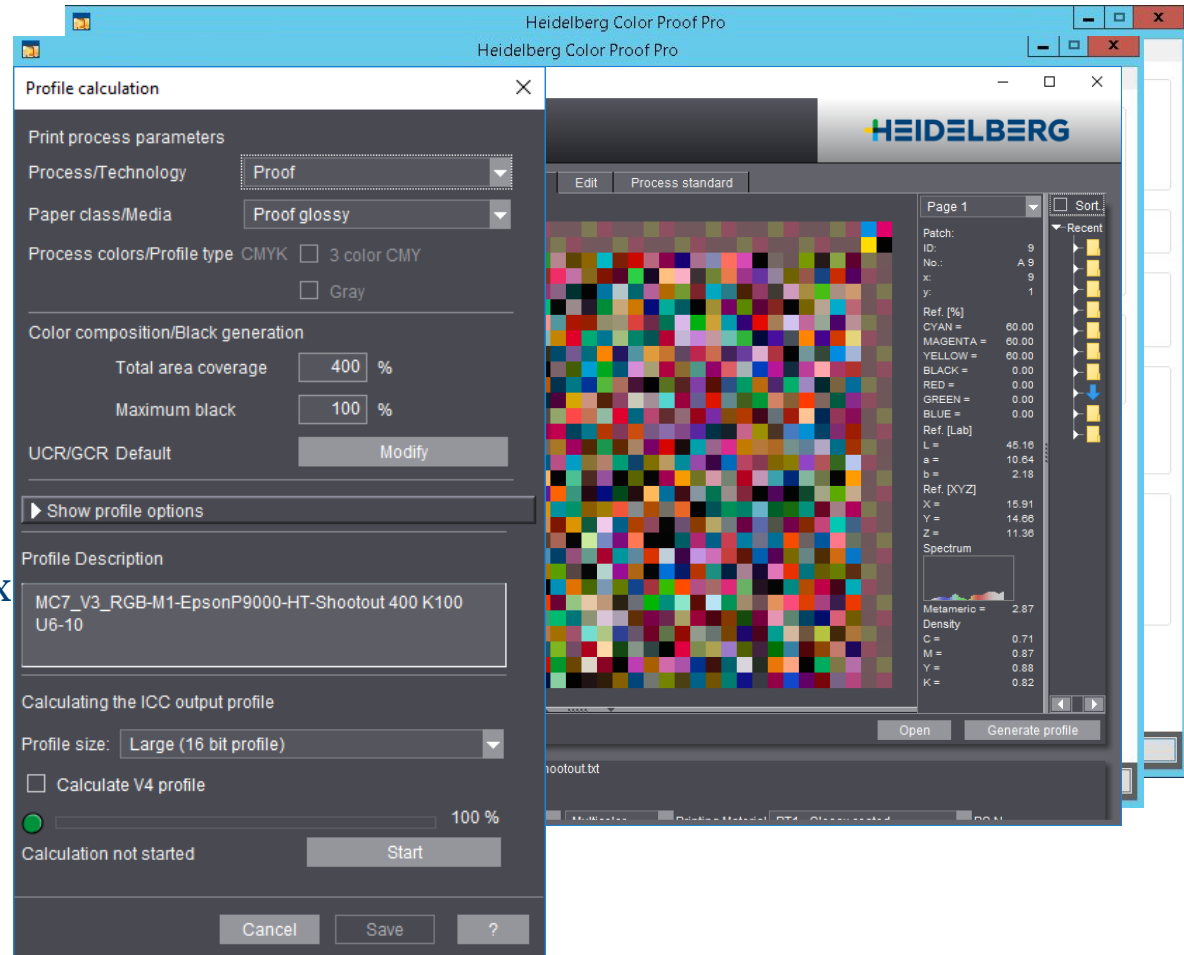 Heidelberg Color Proof Pro
Heidelberg Color Proof Pro
Profile calculation
Print process parameters
Process/Technology Proof
Paper class/Media Proof glossy
Process colors/Profile type CMYK 3 color CMY
Gray
Color composition/Black generation
Total area coverage 400 %
Maximum black 100 %
UCR/GCR Default Modify
Show profile options
Profile Description
x
MC7_V3_RGB-M1-EpsonP9000-HT-Shootout 400 K100
U6-10
Calculating the ICC output profile
Profile size: Large (16 bit profile)
Calculate V4 profile
100 %
Calculation not started Start
Cancel Save ?
HEIDELBERG
Edit Process standard
Page 1 Sort.
Recent
Patch:
ID: 9
No.: A 9
x: 9
y: 1
Ref. [%]
CYAN = 60.00
MAGENTA = 60.00
YELLOW = 60.00
BLACK = 0.00
RED = 0.00
GREEN = 0.00
BLUE = 0.00
Ref. [Lab]
L = 45.16
a = 10.64
b = 2.18
Ref. [XYZ]
X = 15.91
Y = 14.66
Z = 11.36
Spectrum
Metameric = 2.87
Density
C = 0.71
M = 0.87
Y = 0.88
K = 0.82
Open Generate profile
hootout.txt